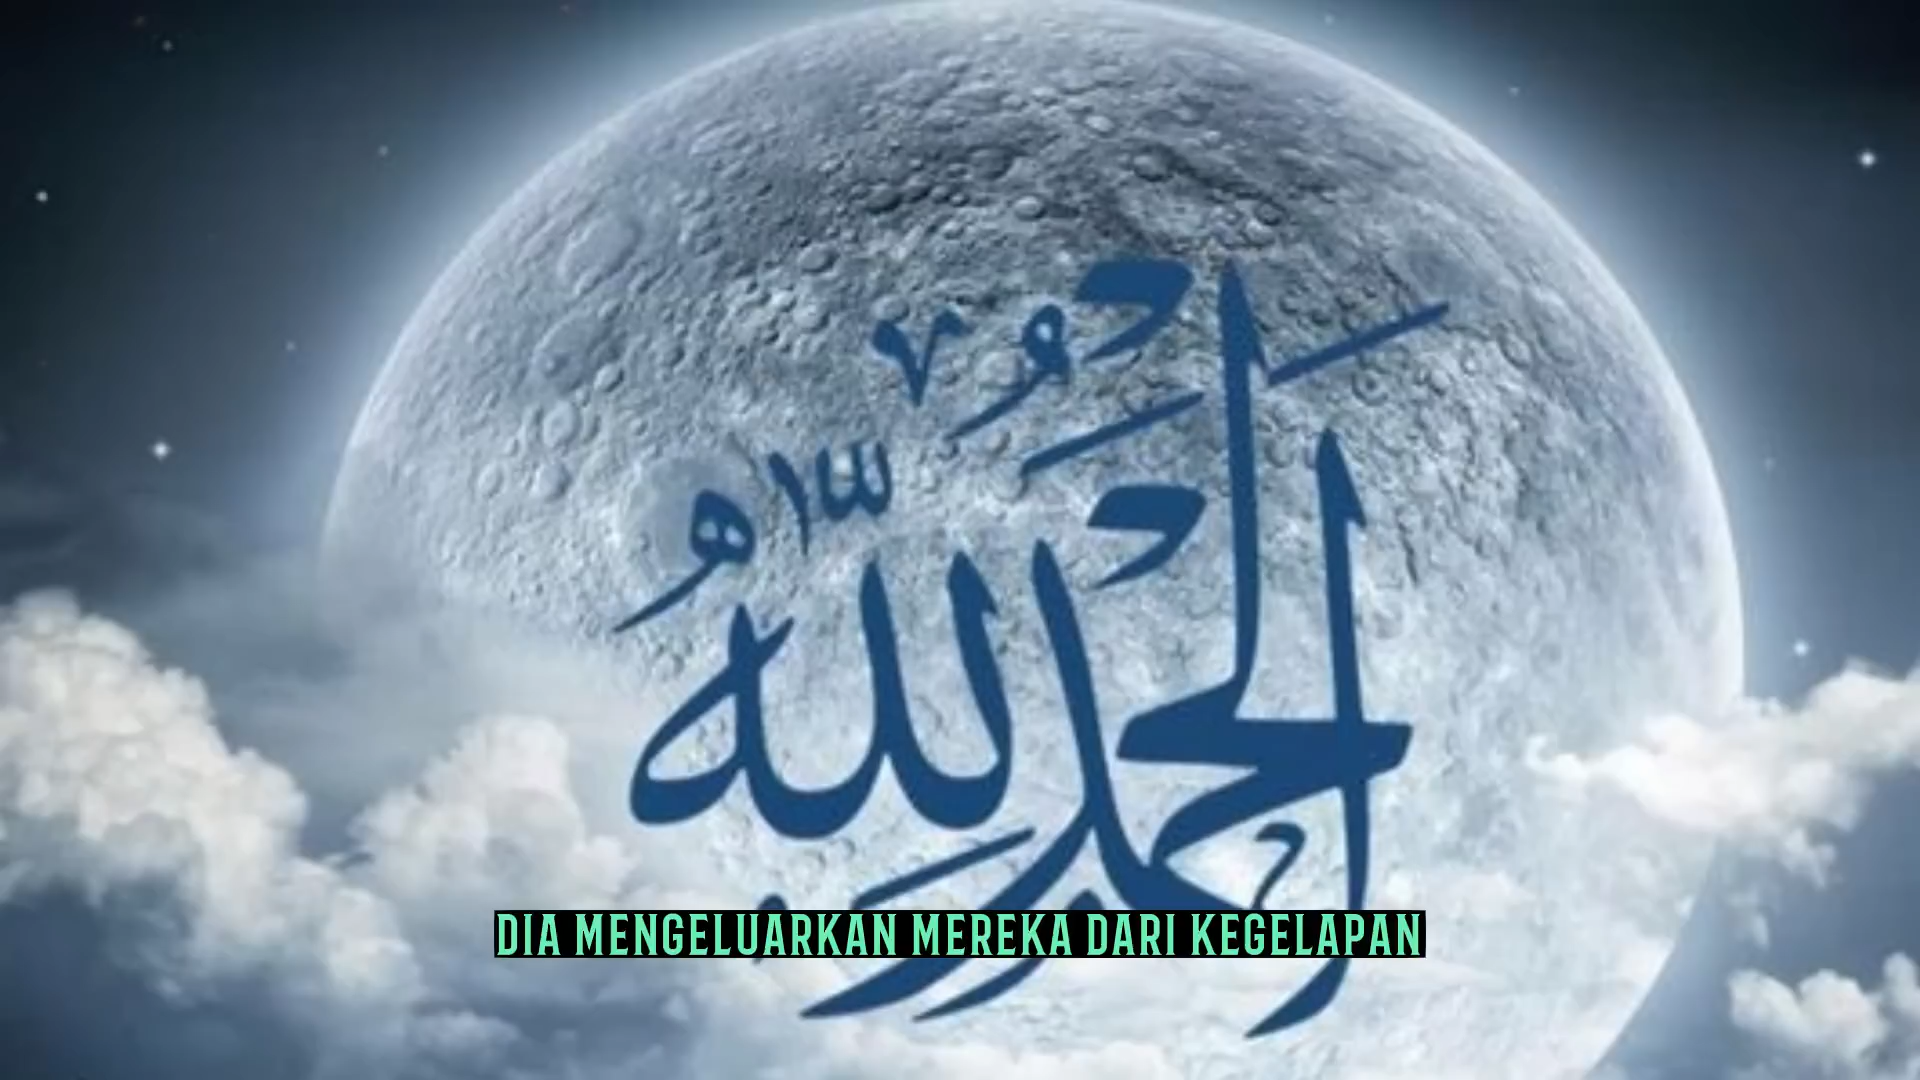 الحمد لله
DIA MENGELUARKAN MEREKA DARI KEGELAPAN